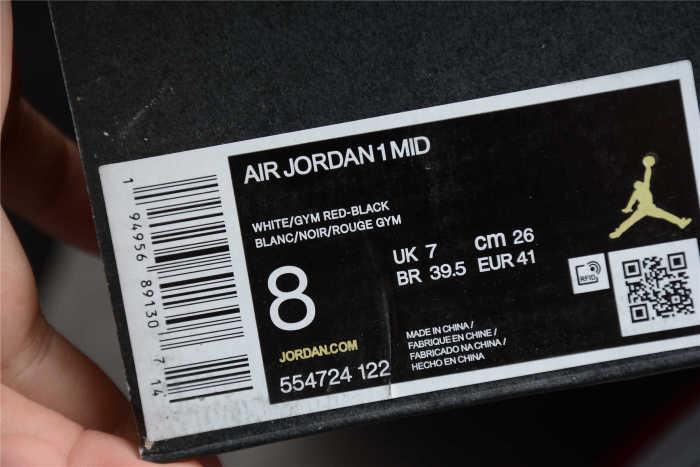 AIR JORDAN 1 MID
WHITE/GYM RED-BLACK
BLANC/NOIR/ROUGE GYM
8
UK 7 cm 26
BR 39.5 EUR 41
RFID
JORDAN.COM
554724 122
MADE IN CHINA /
FABRIQUE EN CHINE /
FABRICADO NA CHINA /
HECHO EN CHINA
1 94956 89130 7 14